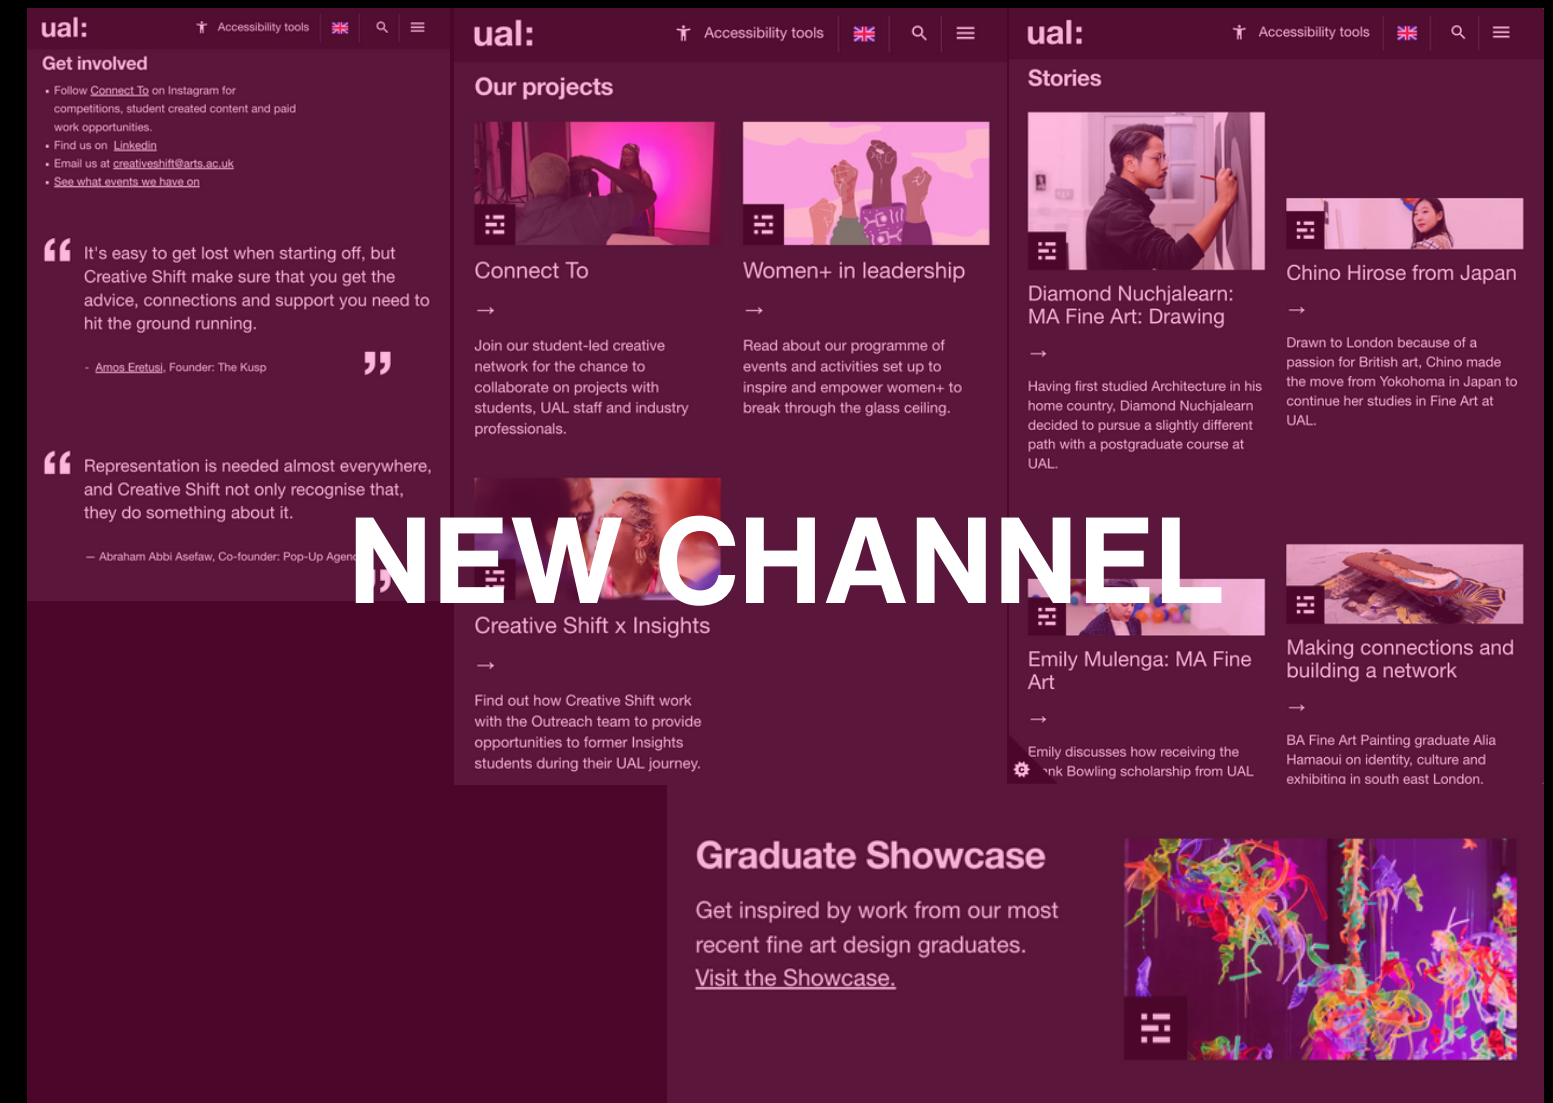 ual:
Accessibility tools
Get involved
Follow Connect To on Instagram for
competitions, student created content and paid
work opportunities.
Find us on Linkedin
Email us at creativeshift@arts.ac.uk
See what events we have on
It's easy to get lost when starting off, but
Creative Shift make sure that you get the
advice, connections and support you need to
hit the ground running.
- Amos Eretusi, Founder: The Kusp
Representation is needed almost everywhere,
and Creative Shift not only recognise that,
they do something about it.
— Abraham Abbi Asefaw, Co-founder: Pop-Up
ual:
Accessibility tools
Our projects
Connect To
→
Join our student-led creative
network for the chance to
collaborate on projects with
students, UAL staff and industry
professionals.
Women+ in leadership
→
Read about our programme of
events and activities set up to
inspire and empower women+ to
break through the glass ceiling.
Creative Shift x Insights
→
Find out how Creative Shift work
with the Outreach team to provide
opportunities to former Insights
students during their UAL journey.
ual:
Accessibility tools
Stories
Diamond Nuchjalearn:
MA Fine Art: Drawing
→
Having first studied Architecture in his
home country, Diamond Nuchjalearn
decided to pursue a slightly different
path with a postgraduate course at
UAL.
Chino Hirose from Japan
→
Drawn to London because of a
passion for British art, Chino made
the move from Yokohoma in Japan to
continue her studies in Fine Art at
UAL.
Emily Mulenga: MA Fine
Art
→
Emily discusses how receiving the
Bowling scholarship from UAL
Making connections and
building a network
→
BA Fine Art Painting graduate Alia
Hamaoui on identity, culture and
exhibiting in south east London.
NEW CHANNEL
Graduate Showcase
Get inspired by work from our most
recent fine art design graduates.
Visit the Showcase.